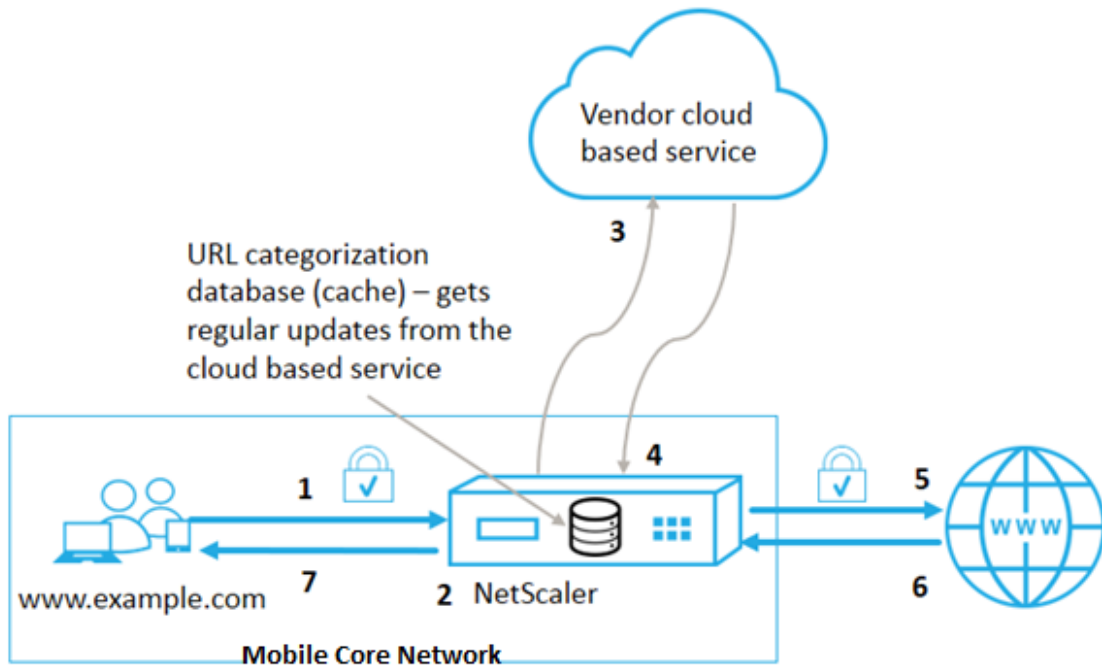 Vendor cloud
based service
3
URL categorization
database (cache) – gets
regular updates from the
cloud based service
4
1
5
www
7
2 NetScaler
6
www.example.com
Mobile Core Network